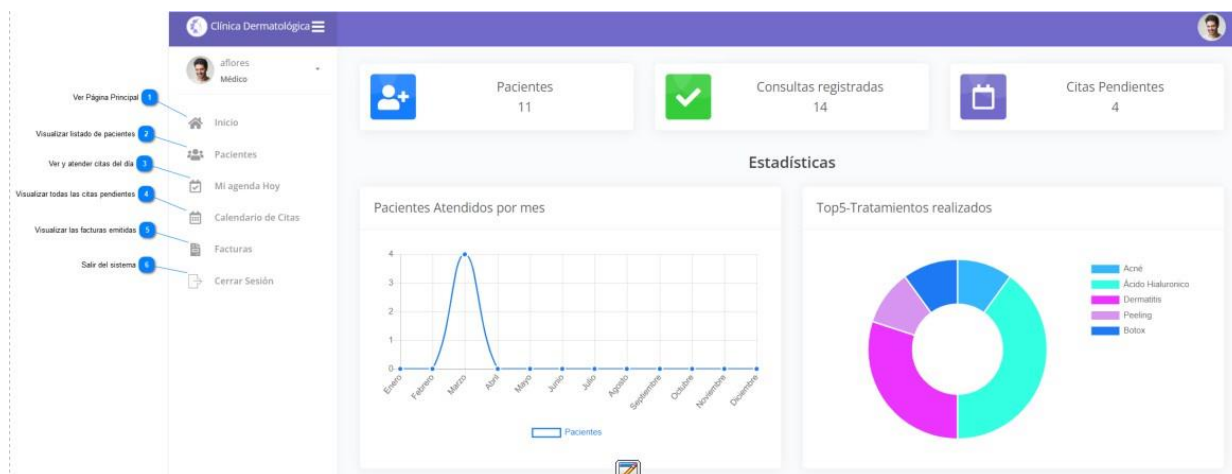 Clínica Dermatológica
aflores
Médico
Ver Página Principal 1
Inicio
Visualizar listado de pacientes 2
Pacientes
Ver y atender citas del día 3
Mi agenda Hoy
Visualizar todas las citas pendientes 4
Calendario de Citas
Visualizar las facturas emitidas 5
Facturas
Salir del sistema 6
Cerrar Sesión
Pacientes
11
Consultas registradas
14
Citas Pendientes
4
Estadísticas
Pacientes Atendidos por mes
4
3
2
1
0
Enero
Febrero
Marzo
Abril
Mayo
Junio
Julio
Agosto
Septiembre
Octubre
Noviembre
Diciembre
Pacientes
Top5-Tratamientos realizados
Acné
Ácido Hialuronico
Dermatitis
Peeling
Botox